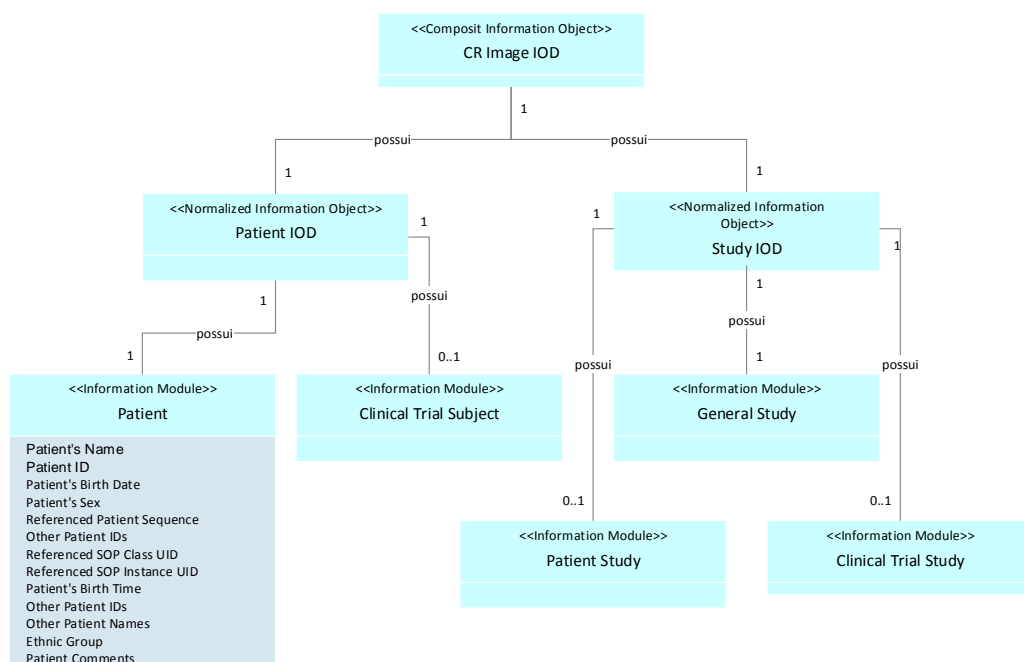 <<Composit Information Object>>
CR Image IOD
1
possui
possui
1
1
<<Normalized Information Object>>
Patient IOD
<<Normalized Information
Object>>
Study IOD
1
1
1
1
1
possui
possui
possui
possui
possui
1
0..1
1
<<Information Module>>
Patient
<<Information Module>>
Clinical Trial Subject
<<Information Module>>
General Study
Patient's Name
Patient ID
Patient's Birth Date
Patient's Sex
Referenced Patient Sequence
Other Patient IDs
Referenced SOP Class UID
Referenced SOP Instance UID
Patient's Birth Time
Other Patient IDs
Other Patient Names
Ethnic Group
Patient Comments
0..1
0..1
<<Information Module>>
Patient Study
<<Information Module>>
Clinical Trial Study